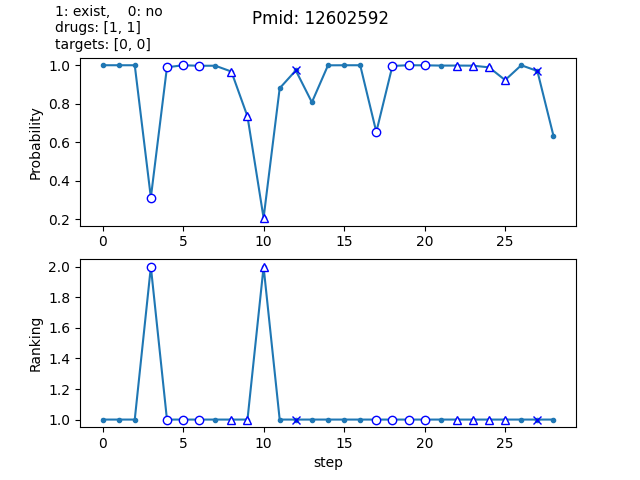 1: exist,    0: no
Pmid: 12602592
drugs: [1, 1]
targets: [0, 0]
1.0
0.8
0.6
0.4
0.2
Probability
0 5 10 15 20 25
2.0
1.8
1.6
1.4
1.2
1.0
Ranking
0 5 10 15 20 25
step